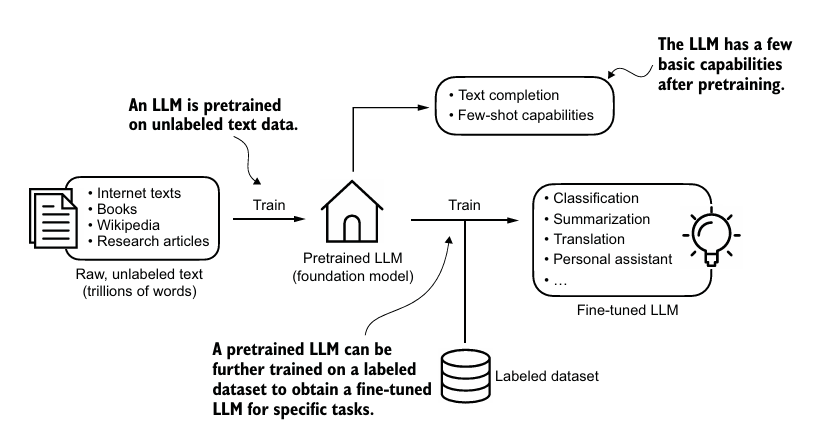 The LLM has a few
basic capabilities
after pretraining.
• Text completion
• Few-shot capabilities
An LLM is pretrained
on unlabeled text data.
• Internet texts
• Books
• Wikipedia
• Research articles
Raw, unlabeled text
(trillions of words)
Train
Pretrained LLM
(foundation model)
Train
• Classification
• Summarization
• Translation
• Personal assistant
• ...
Fine-tuned LLM
A pretrained LLM can be
further trained on a labeled
dataset to obtain a fine-tuned
LLM for specific tasks.
Labeled dataset